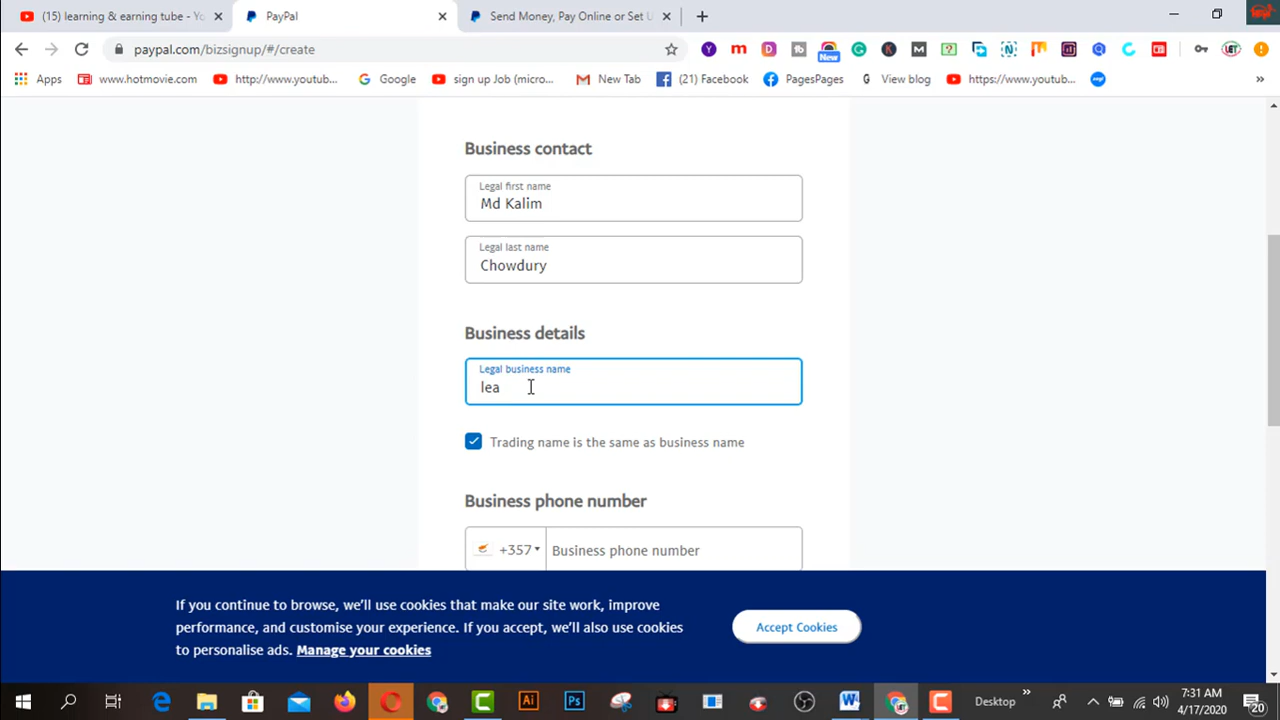 (15) learning & earning tube - Yo
PayPal
Send Money, Pay Online or Set U
paypal.com/bizsignup/#/create
New
Apps
www.hotmovie.com
http://www.youtub...
Google
sign up Job (micro...
New Tab
(21) Facebook
PagesPages
View blog
https://www.youtub...
Business contact
Legal first name
Md Kalim
Legal last name
Chowdury
Business details
Legal business name
lea
Trading name is the same as business name
Business phone number
+357
Business phone number
If you continue to browse, we'll use cookies that make our site work, improve
performance, and customise your experience. If you accept, we'll also use cookies
to personalise ads. Manage your cookies
Accept Cookies
Desktop
7:31 AM
4/17/2020
20